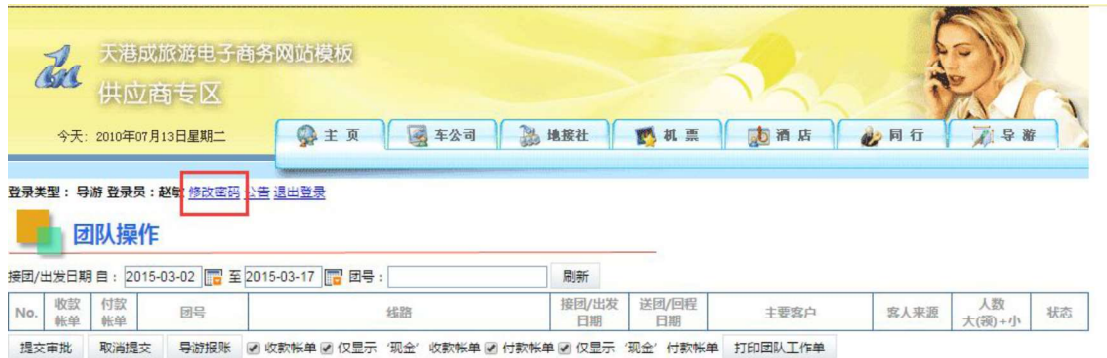 天港成旅游电子商务网站模板
供应商专区
今天: 2010年07月13日星期二
主 页 车公司 地接社 机 票 酒 店 同 行 导 游
登录类型： 导游 登录员：赵敏 修改密码 公告 退出登录
团队操作
接团/出发日期 自： 2015-03-02 至 2015-03-17 团号： 刷新
No. 收款帐单 付款帐单 团号 线路 接团/出发日期 送团/回程日期 主要客户 客人来源 人数大(领)+小 状态
提交审批 取消提交 导游报账 收款帐单 仅显示‘现金’收款帐单 付款帐单 仅显示‘现金’付款帐单 打印团队工作单